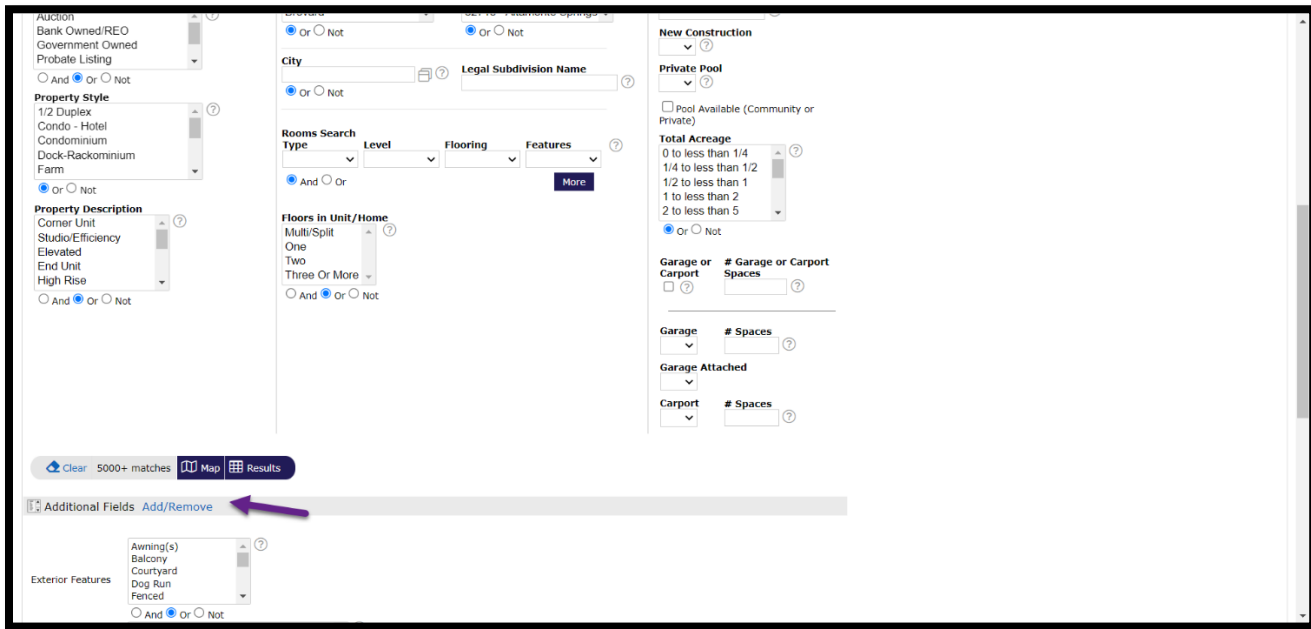 Auction
Bank Owned/REO
Government Owned
Probate Listing
And Or Not
Property Style
1/2 Duplex
Condo - Hotel
Condominium
Dock-Rackominium
Farm
Or Not
Property Description
Corner Unit
Studio/Efficiency
Elevated
End Unit
High Rise
And Or Not
Or Not
Or Not
City
Legal Subdivision Name
Or Not
Rooms Search
Type Level Flooring Features
And Or
More
Floors in Unit/Home
Multi/Split
One
Two
Three Or More
And Or Not
New Construction
Private Pool
Pool Available (Community or
Private)
Total Acreage
0 to less than 1/4
1/4 to less than 1/2
1/2 to less than 1
1 to less than 2
2 to less than 5
Or Not
Garage or # Garage or Carport
Carport Spaces
Garage # Spaces
Garage Attached
Carport # Spaces
Clear 5000+ matches Map Results
Additional Fields Add/Remove
Exterior Features
Awning(s)
Balcony
Courtyard
Dog Run
Fenced
And Or Not